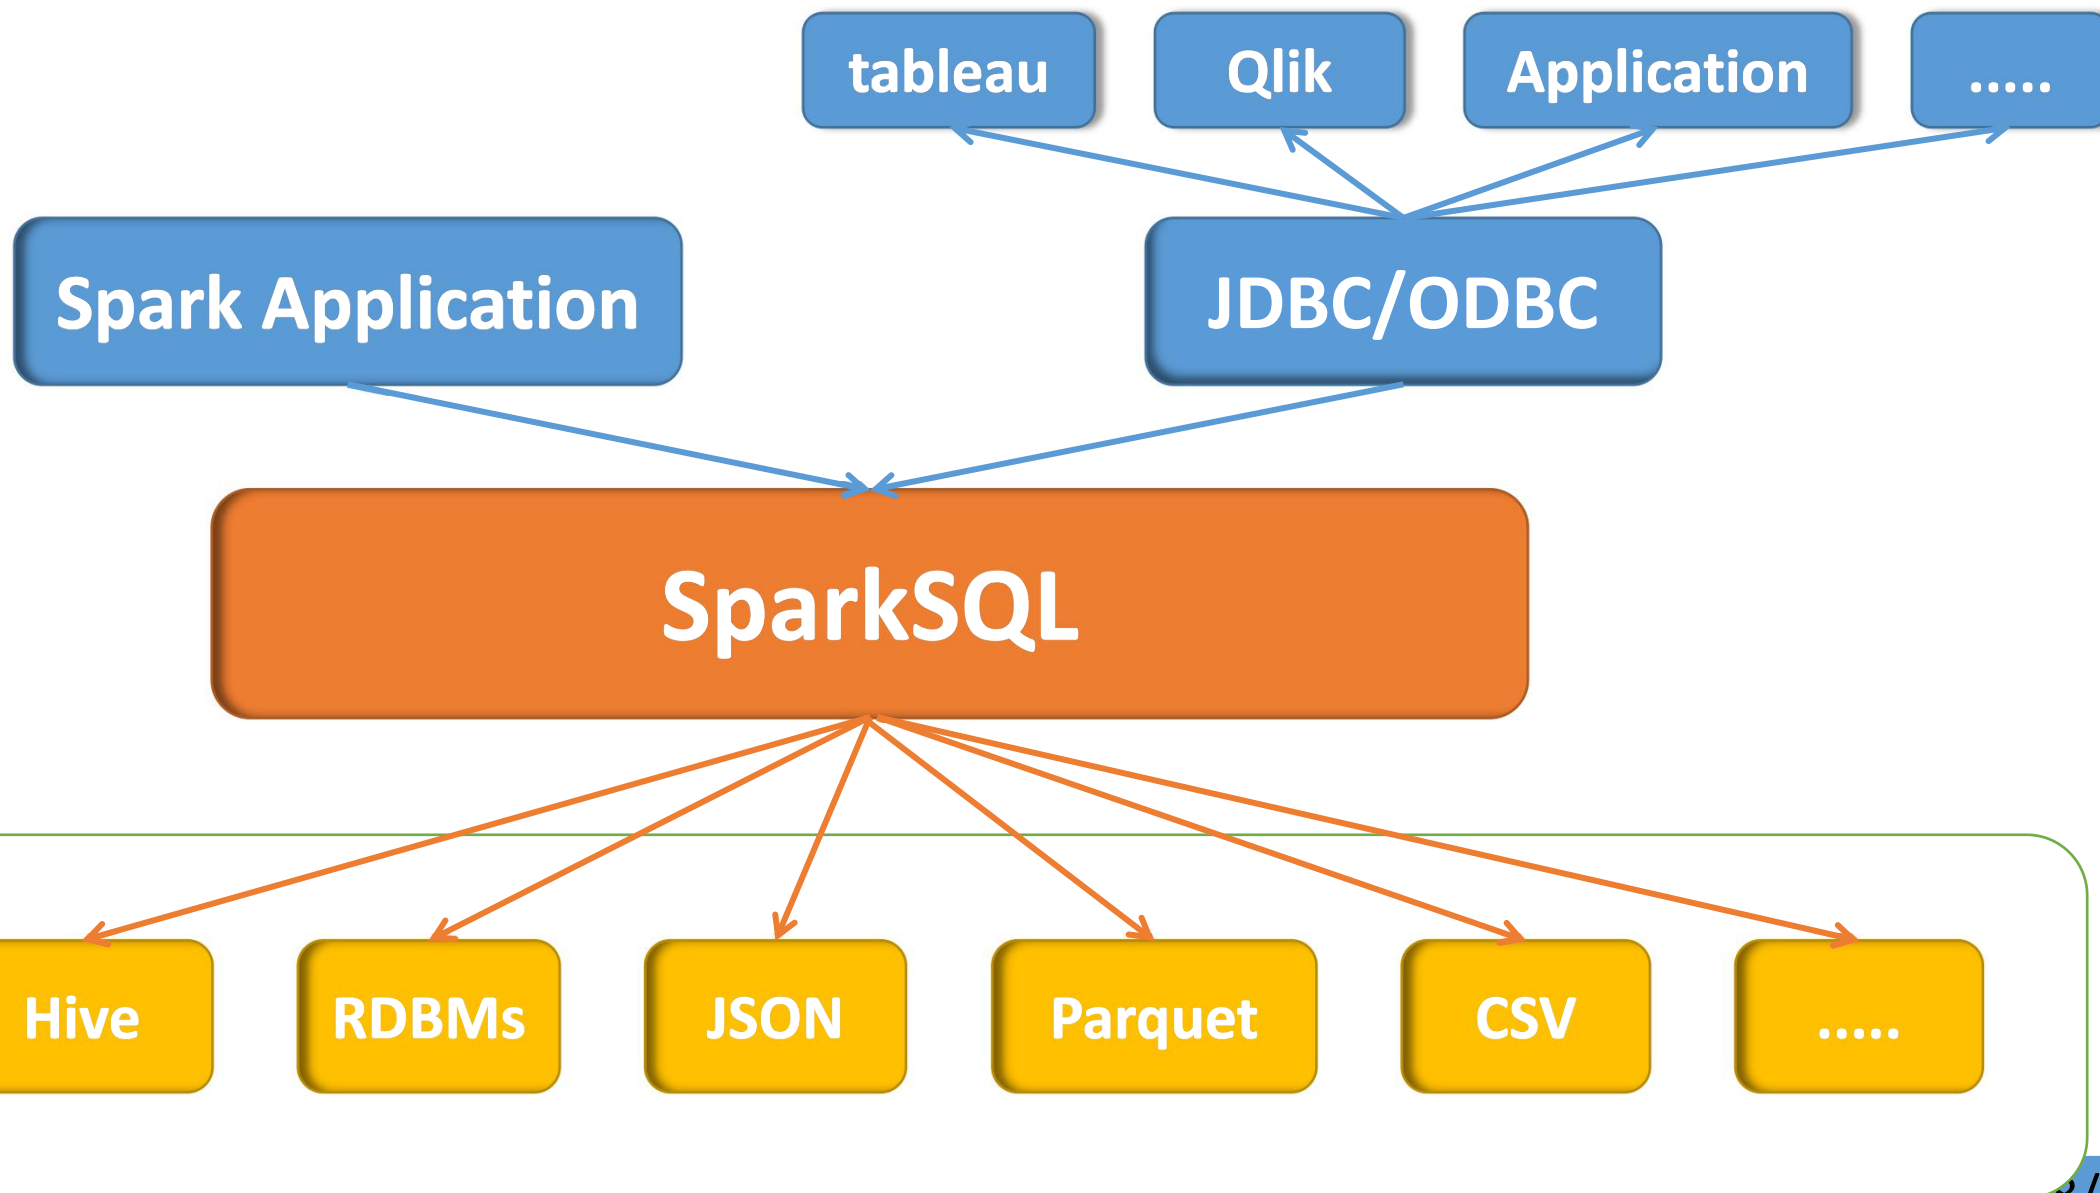 tableau
Qlik
Application
.....
Spark Application
JDBC/ODBC
SparkSQL
Hive
RDBMs
JSON
Parquet
CSV
.....